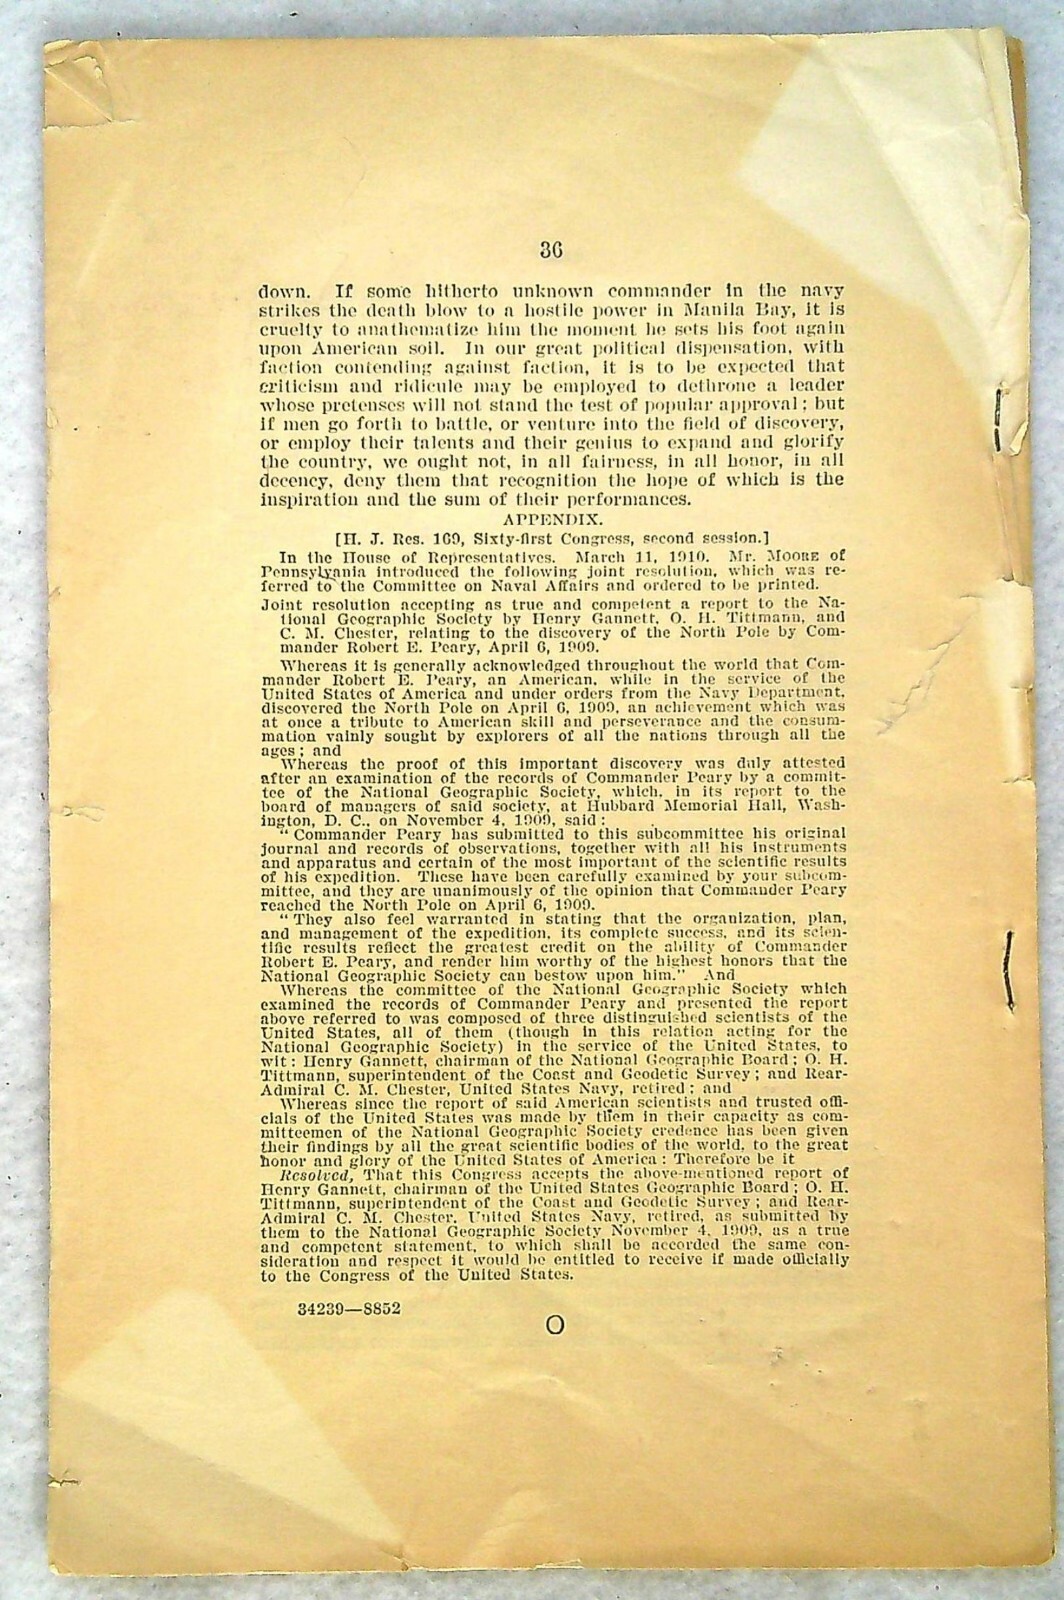 36
down. If some hitherto unknown commander in the navy
strikes the death blow to a hostile power in Manila Bay, it is
cruelty to anathematize him the moment he sets his foot again
upon American soil. In our great political dispensation, with
faction contending against faction, it is to be expected that
criticism and ridicule may be employed to dethrone a leader
whose pretenses will not stand the test of popular approval; but
if men go forth to battle, or venture into the field of discovery,
or employ their talents and their genius to expand and glorify
the country, we ought not, in all fairness, in all honor, in all
decency, deny them that recognition the hope of which is the
inspiration and the sum of their performances.
APPENDIX.
[H. J. Res. 169, Sixty-first Congress, second session.]
In the House of Representatives. March 11, 1910. Mr. MOORE of
Pennsylvania introduced the following joint resolution, which was re-
ferred to the Committee on Naval Affairs and ordered to be printed.
Joint resolution accepting as true and competent a report to the Na-
tional Geographic Society by Henry Gannett, O. H. Tittmann, and
C. M. Chester, relating to the discovery of the North Pole by Com-
mander Robert E. Peary, April 6, 1909.
Whereas it is generally acknowledged throughout the world that Com-
mander Robert E. Peary, an American, while in the service of the
United States of America and under orders from the Navy Department,
discovered the North Pole on April 6, 1909, an achievement which was
at once a tribute to American skill and perseverance and the consum-
mation vainly sought by explorers of all the nations through all the
ages; and
Whereas the proof of this important discovery was duly attested
after an examination of the records of Commander Peary by a commit-
tee of the National Geographic Society, which, in its report to the
board of managers of said society, at Hubbard Memorial Hall, Wash-
ington, D. C., on November 4, 1909, said:
"Commander Peary has submitted to this subcommittee his original
journal and records of observations, together with all his instruments
and apparatus and certain of the most important of the scientific results
of his expedition. These have been carefully examined by your subcom-
mittee, and they are unanimously of the opinion that Commander Peary
reached the North Pole on April 6, 1909.
"They also feel warranted in stating that the organization, plan,
and management of the expedition, its complete success, and its scien-
tific results reflect the greatest credit on the ability of Commander
Robert E. Peary, and render him worthy of the highest honors that the
National Geographic Society can bestow upon him." And
Whereas the committee of the National Geographic Society which
examined the records of Commander Peary and presented the report
above referred to was composed of three distinguished scientists of the
United States, all of them (though in this relation acting for the
National Geographic Society) in the service of the United States, to
wit: Henry Gannett, chairman of the National Geographic Board; O. H.
Tittmann, superintendent of the Coast and Geodetic Survey; and Rear-
Admiral C. M. Chester, United States Navy, retired; and
Whereas since the report of said American scientists and trusted offi-
cials of the United States was made by them in their capacity as com-
mitteemen of the National Geographic Society credence has been given
their findings by all the great scientific bodies of the world, to the great
honor and glory of the United States of America: Therefore be it
Resolved, That this Congress accepts the above-mentioned report of
Henry Gannett, chairman of the United States Geographic Board; O. H.
Tittmann, superintendent of the Coast and Geodetic Survey; and Rear-
Admiral C. M. Chester, United States Navy, retired, as submitted by
them to the National Geographic Society November 4, 1909, as a true
and competent statement, to which shall be accorded the same con-
sideration and respect it would be entitled to receive if made officially
to the Congress of the United States.
34239—8852
O